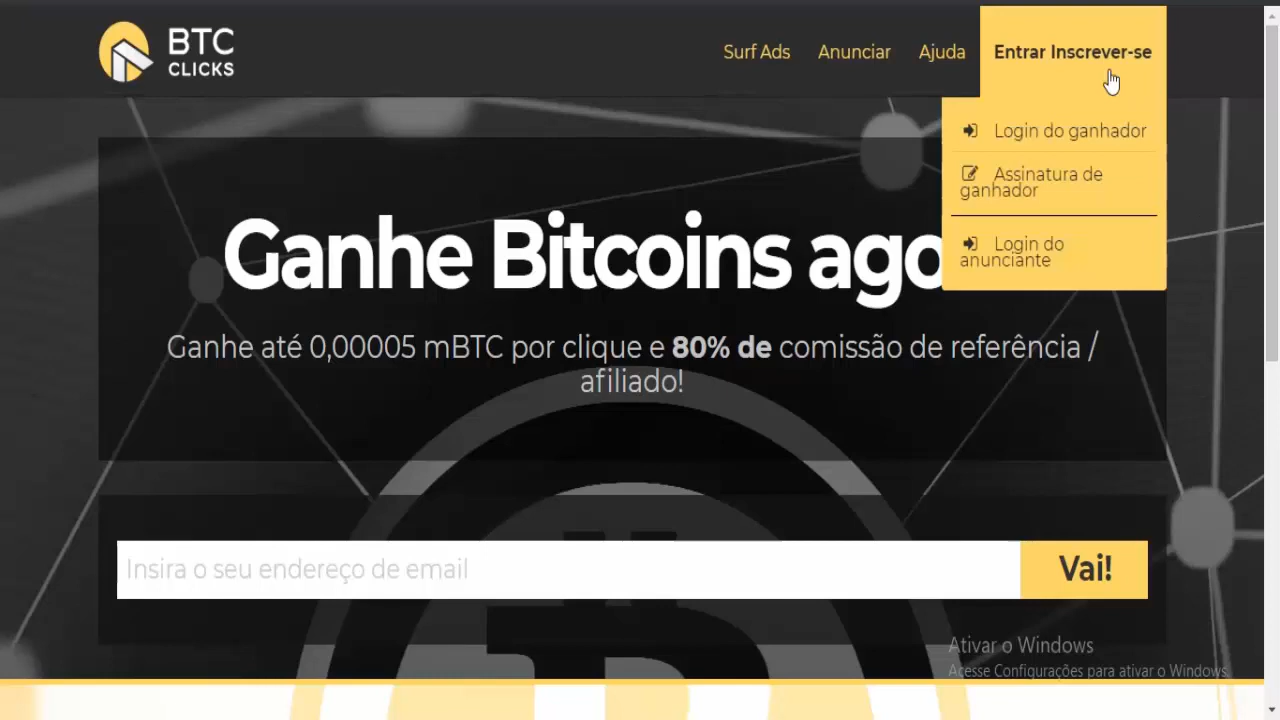 BTC
CLICKS
Surf Ads
Anunciar
Ajuda
Entrar Inscrever-se
Login do ganhador
Assinatura de
ganhador
Login do
anunciante
Ganhe Bitcoins ago
Ganhe até 0,00005 mBTC por clique e 80% de comissão de referência /
afiliado!
Insira o seu endereço de email
Vai!
Ativar o Windows
Acesse Configurações para ativar o Windows.